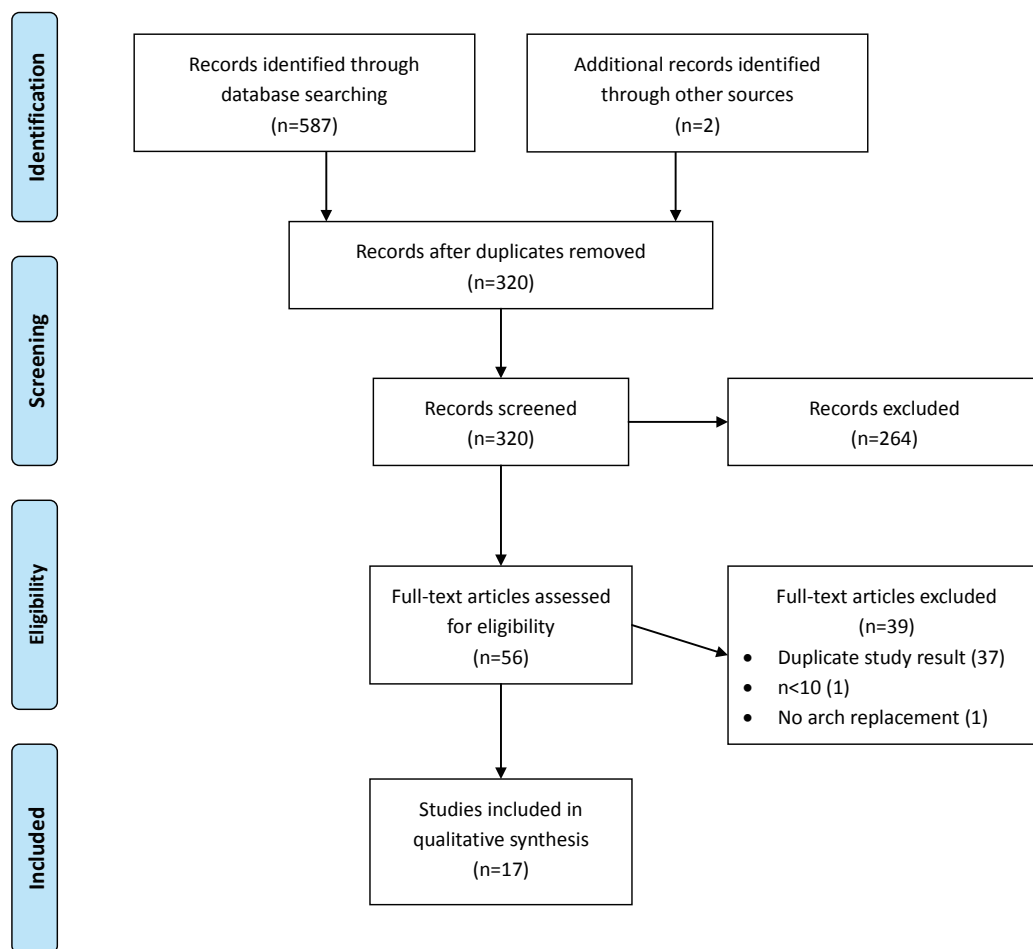 Identification
Records identified through
database searching
(n=587)
Additional records identified
through other sources
(n=2)
Records after duplicates removed
(n=320)
Screening
Records screened
(n=320)
Records excluded
(n=264)
Eligibility
Full-text articles assessed
for eligibility
(n=56)
Full-text articles excluded
(n=39)
• Duplicate study result (37)
• n<10 (1)
• No arch replacement (1)
Included
Studies included in
qualitative synthesis
(n=17)